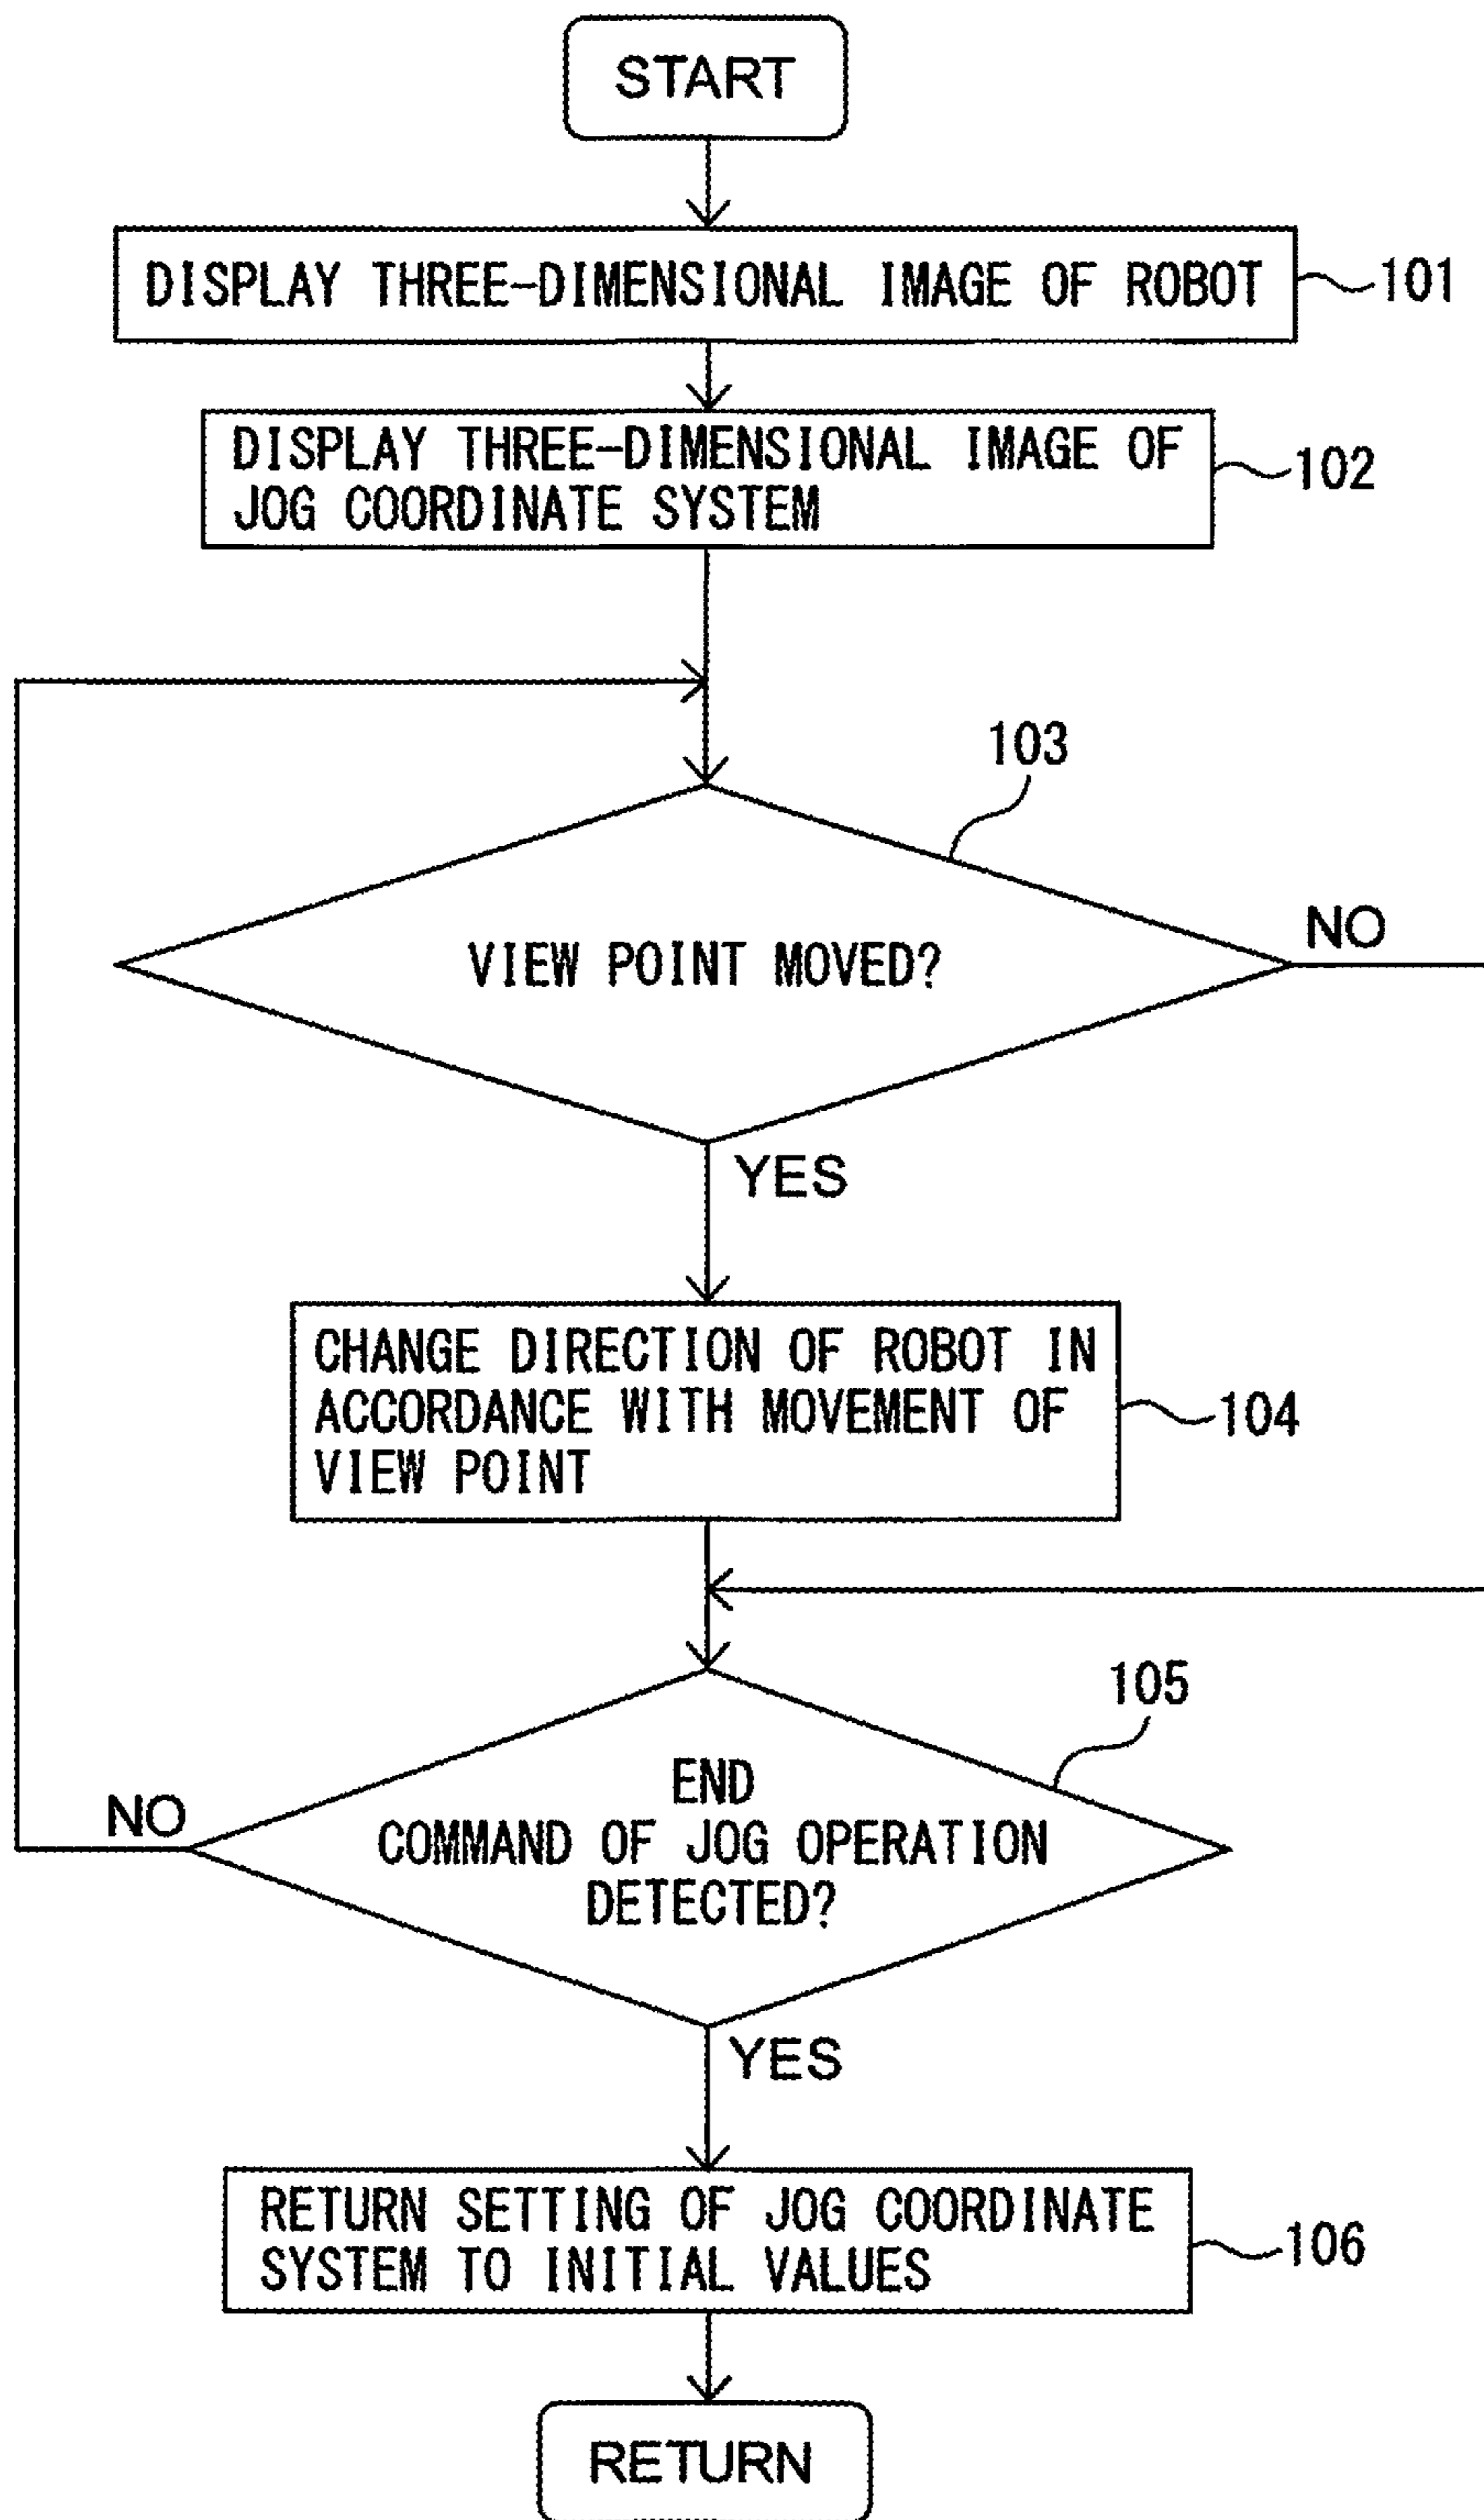 START
DISPLAY THREE-DIMENSIONAL IMAGE OF ROBOT
101
DISPLAY THREE-DIMENSIONAL IMAGE OF
JOG COORDINATE SYSTEM
102
103
VIEW POINT MOVED?
NO
YES
CHANGE DIRECTION OF ROBOT IN
ACCORDANCE WITH MOVEMENT OF
VIEW POINT
104
105
END
COMMAND OF JOG OPERATION
DETECTED?
NO
YES
RETURN SETTING OF JOG COORDINATE
SYSTEM TO INITIAL VALUES
106
RETURN